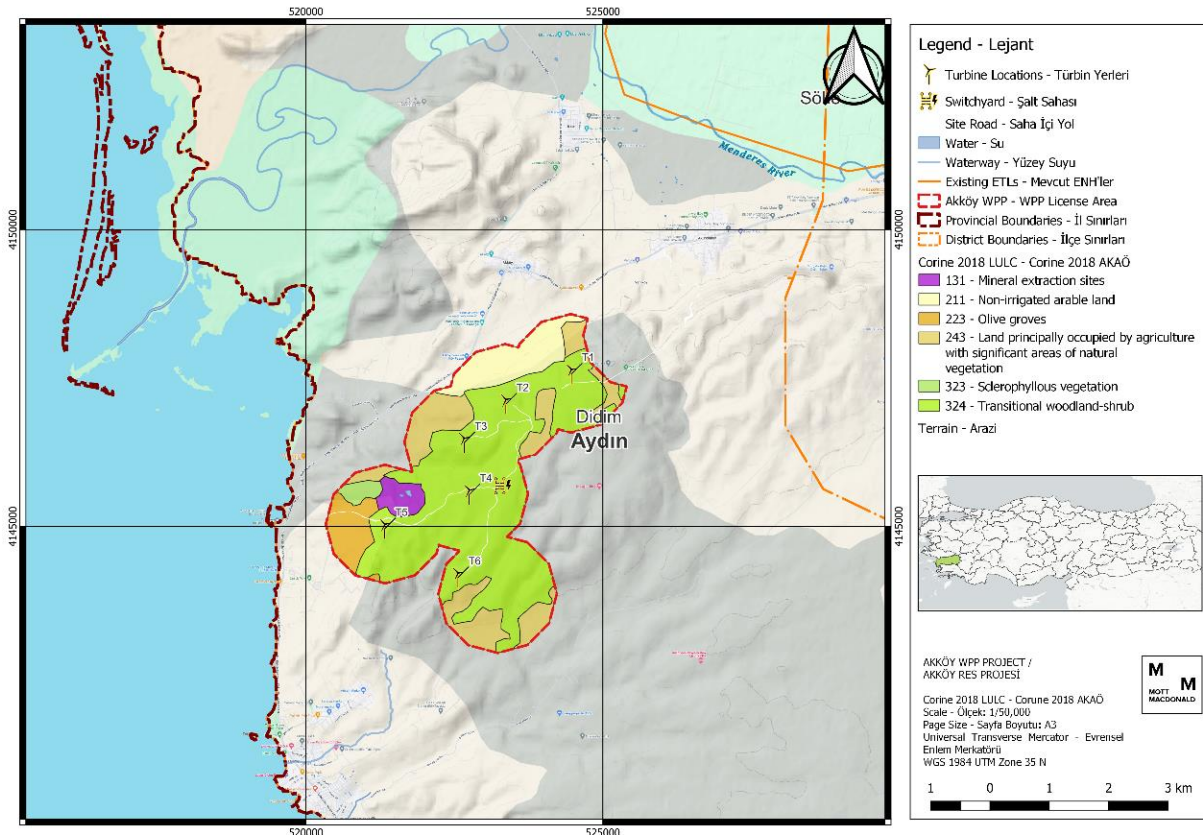 520000
525000
4150000
4150000
4145000
4145000
520000
525000
Söke
Menderes River
T1
T2
T3
T4
T5
T6
Didim
Aydın
Legend - Lejant
Turbine Locations - Türbin Yerleri
Switchyard - Şalt Sahası
Site Road - Saha İçi Yol
Water - Su
Waterway - Yüzey Suyu
Existing ETLs - Mevcut ENH'ler
Akköy WPP - WPP License Area
Provincial Boundaries - İl Sınırları
District Boundaries - İlçe Sınırları
Corine 2018 LULC - Corine 2018 AKAÖ
131 - Mineral extraction sites
211 - Non-irrigated arable land
223 - Olive groves
243 - Land principally occupied by agriculture
with significant areas of natural
vegetation
323 - Sclerophyllous vegetation
324 - Transitional woodland-shrub
Terrain - Arazi
AKKÖY WPP PROJECT /
AKKÖY RES PROJESİ
M
M
MOTT
MACDONALD
Corine 2018 LULC - Corine 2018 AKAÖ
Scale - Ölçek: 1/50,000
Page Size - Sayfa Boyutu: A3
Universal Transverse Mercator - Evrensel
Enlem Merkatörü
WGS 1984 UTM Zone 35 N
1 0 1 2 3 km